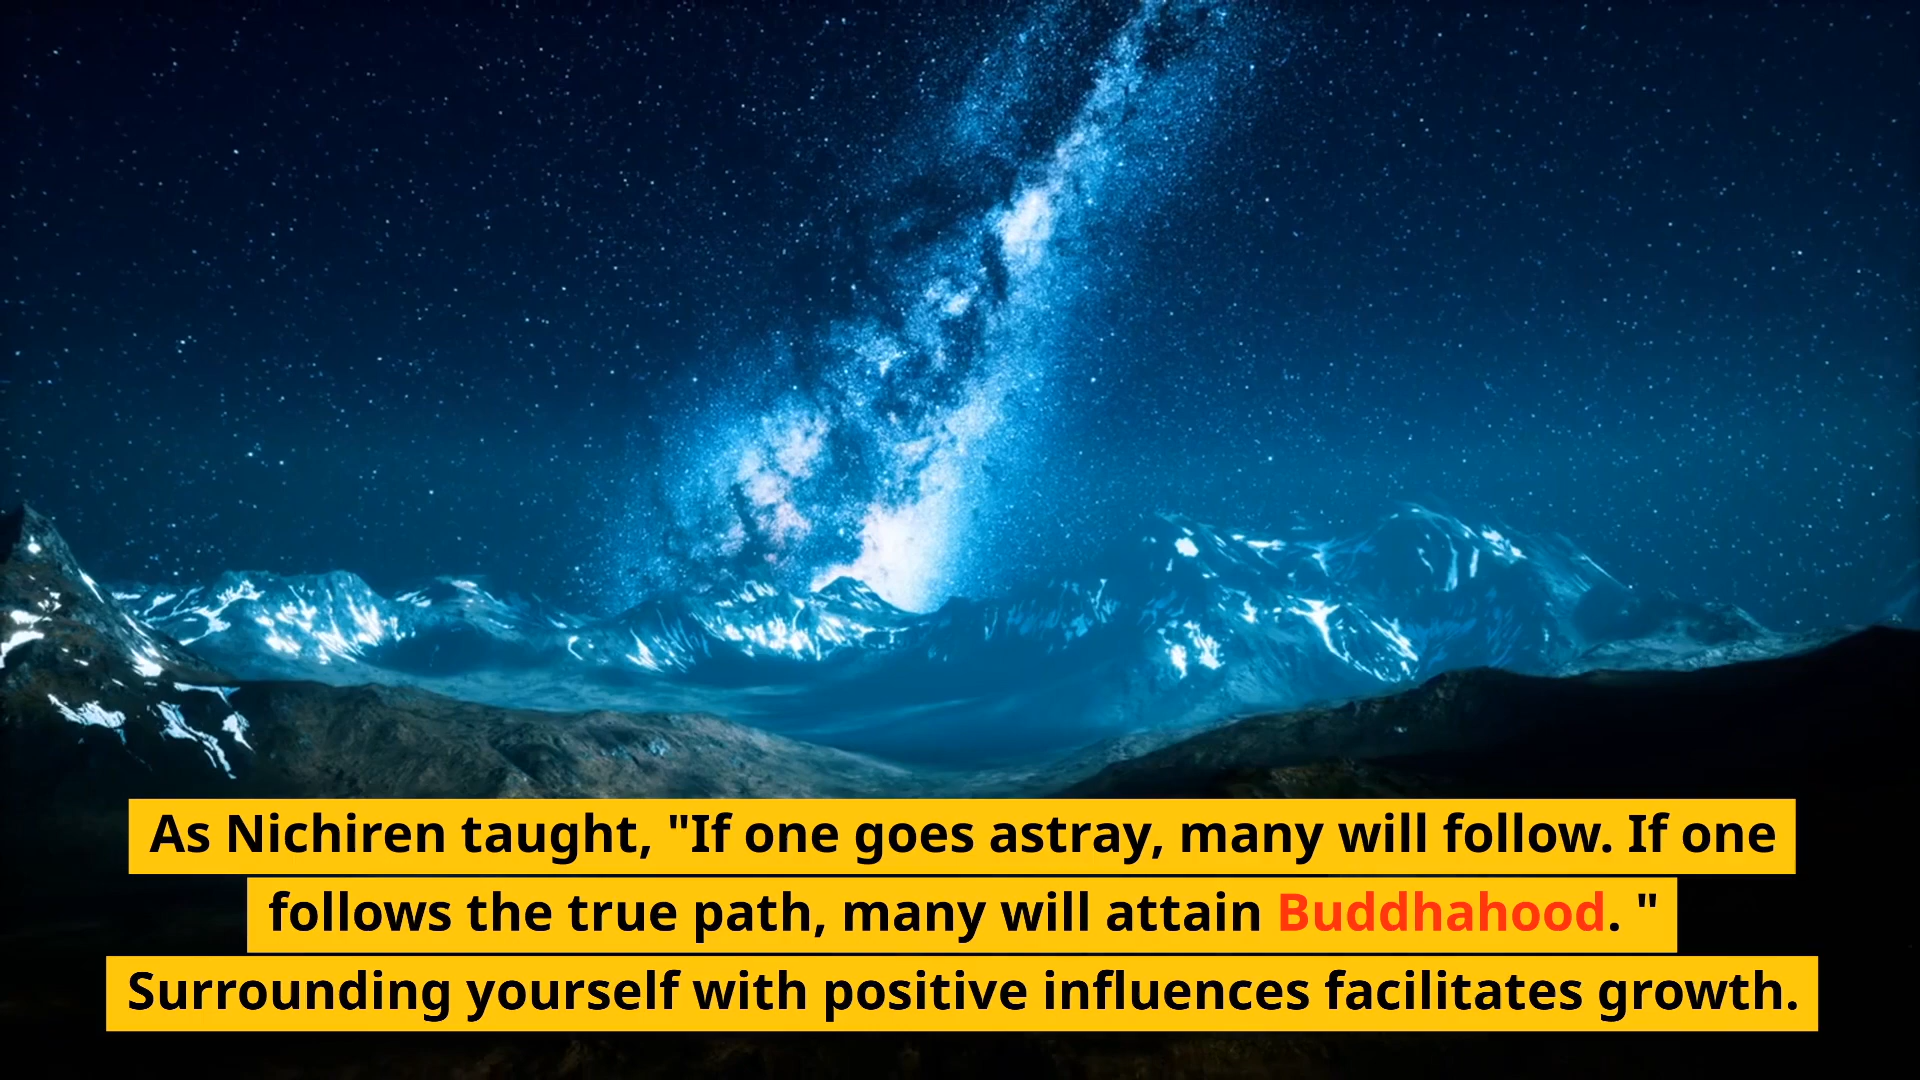 As Nichiren taught, "If one goes astray, many will follow. If one
follows the true path, many will attain Buddhahood. "
Surrounding yourself with positive influences facilitates growth.